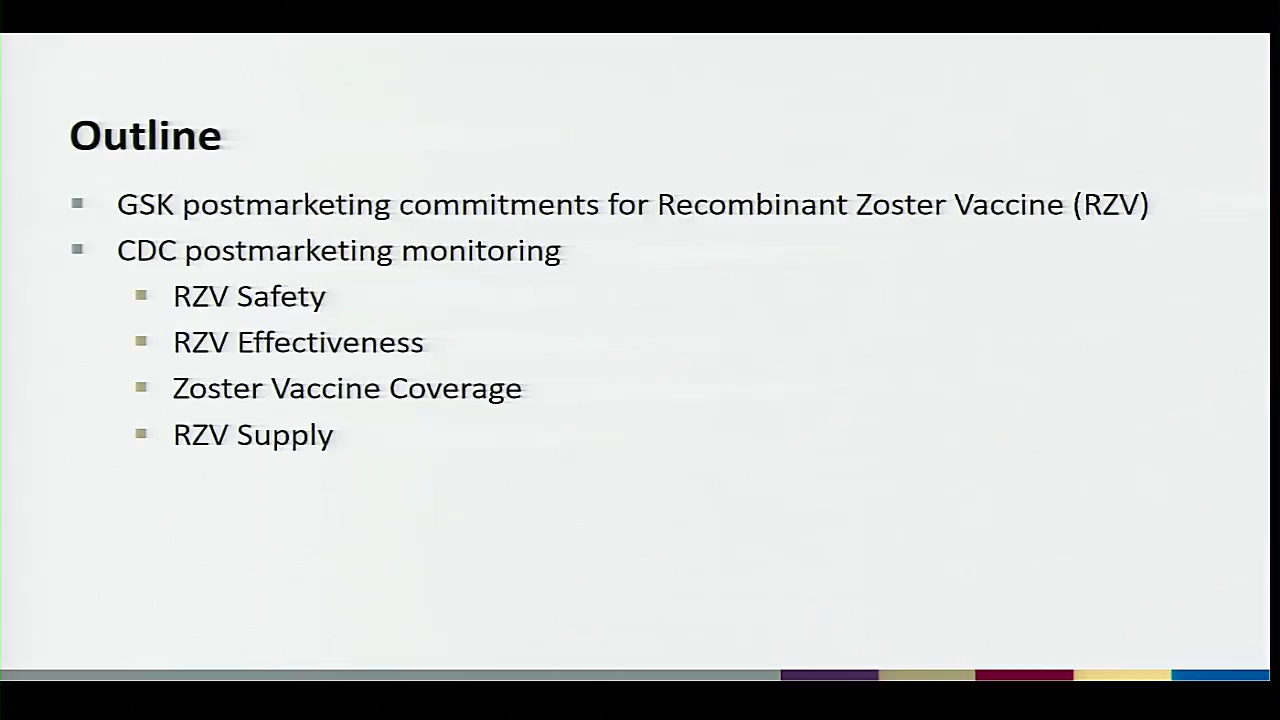 Outline
GSK postmarketing commitments for Recombinant Zoster Vaccine (RZV)
CDC postmarketing monitoring
RZV Safety
RZV Effectiveness
Zoster Vaccine Coverage
RZV Supply